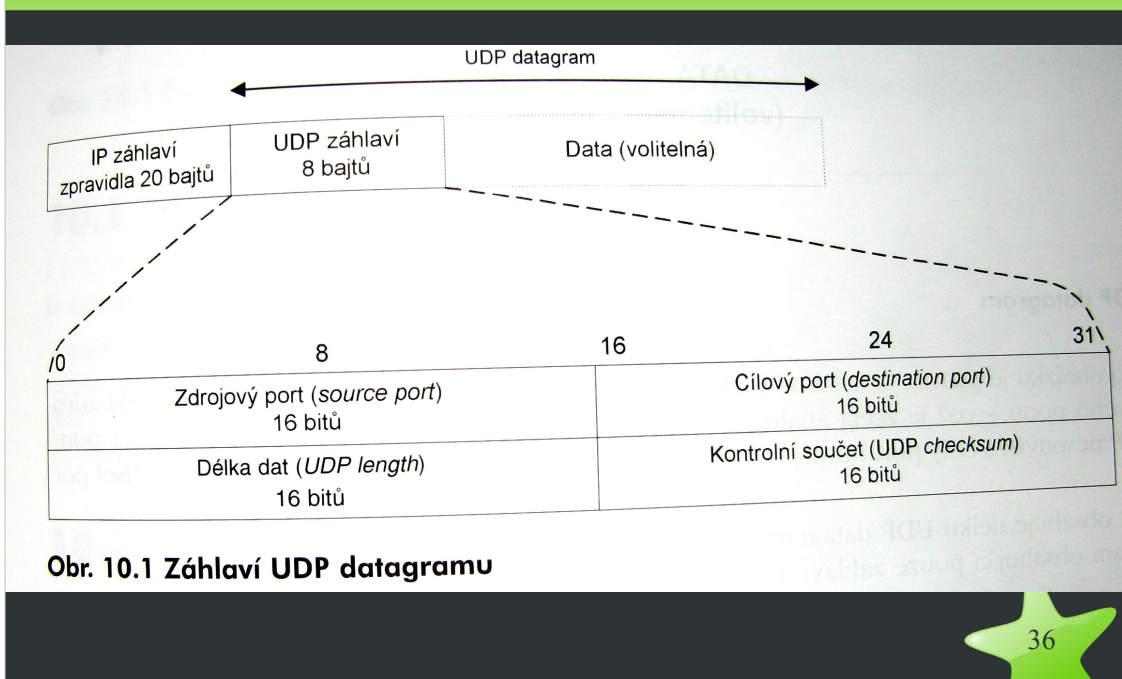 UDP datagram
IP záhlaví
zpravidla 20 bajtů
UDP záhlaví
8 bajtů
Data (volitelná)
0 8 16 24 31
Zdrojový port (source port)
16 bitů
Cílový port (destination port)
16 bitů
Délka dat (UDP length)
16 bitů
Kontrolní součet (UDP checksum)
16 bitů
Obr. 10.1 Záhlaví UDP datagramu
36